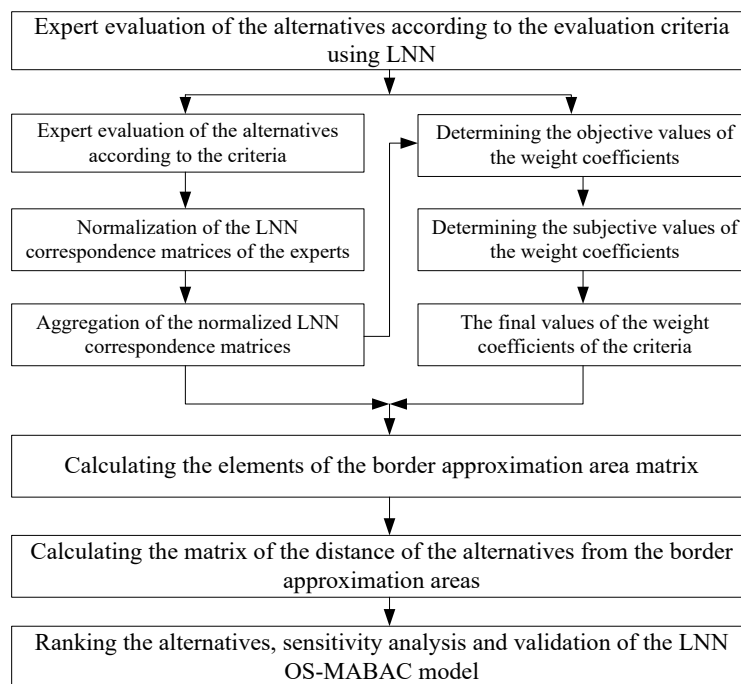 Expert evaluation of the alternatives according to the evaluation criteria
using LNN
Expert evaluation of the alternatives
according to the criteria
Normalization of the LNN
correspondence matrices of the experts
Aggregation of the normalized LNN
correspondence matrices
Determining the objective values of
the weight coefficients
Determining the subjective values of
the weight coefficients
The final values of the weight
coefficients of the criteria
Calculating the elements of the border approximation area matrix
Calculating the matrix of the distance of the alternatives from the border
approximation areas
Ranking the alternatives, sensitivity analysis and validation of the LNN
OS-MABAC model